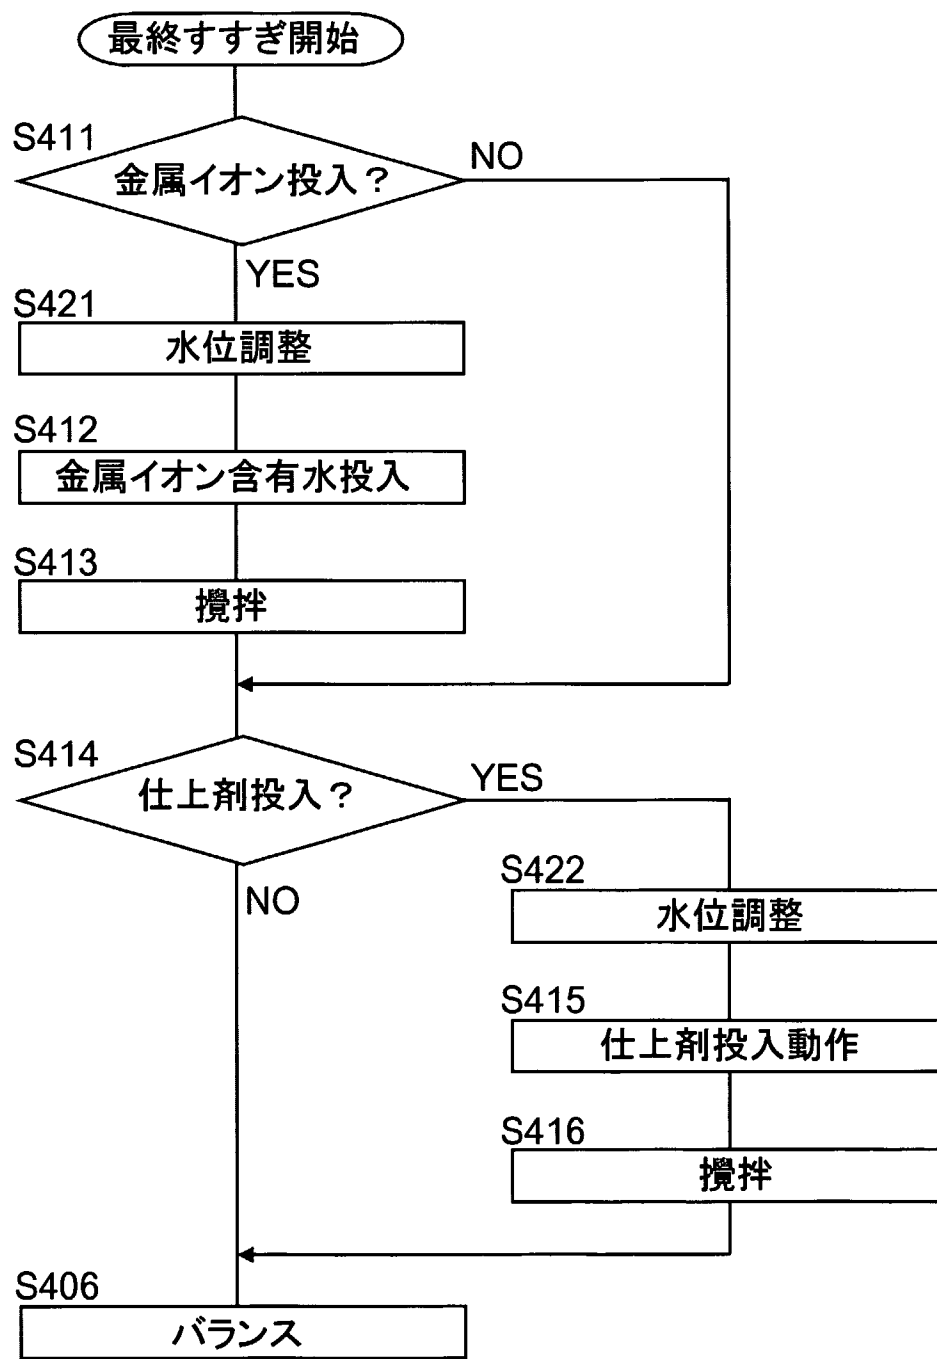 最終すすぎ開始
S411
金属イオン投入?
NO
YES
S421
水位調整
S412
金属イオン含有水投入
S413
攪拌
S414
仕上剤投入?
YES
NO
S422
水位調整
S415
仕上剤投入動作
S416
攪拌
S406
バランス